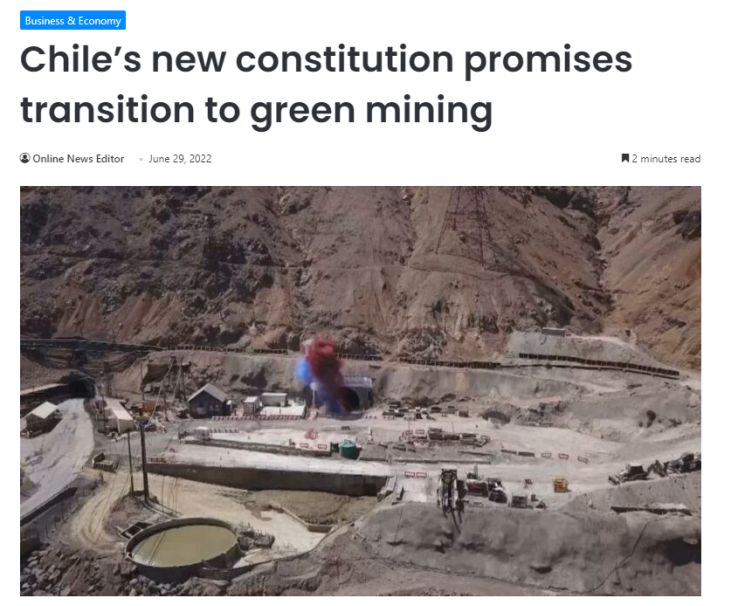 Business & Economy
Chile’s new constitution promises
transition to green mining
Online News Editor • June 29, 2022 2 minutes read